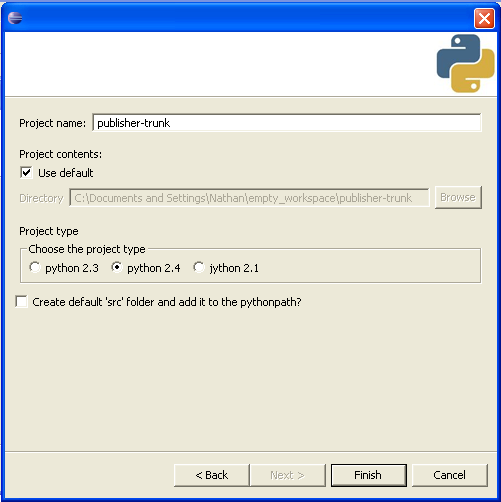 Project name: publisher-trunk
Project contents:
Use default
Directory C:\Documents and Settings\Nathan\empty_workspace\publisher-trunk Browse
Project type
Choose the project type
python 2.3 python 2.4 jython 2.1
Create default 'src' folder and add it to the pythonpath?
< Back Next > Finish Cancel